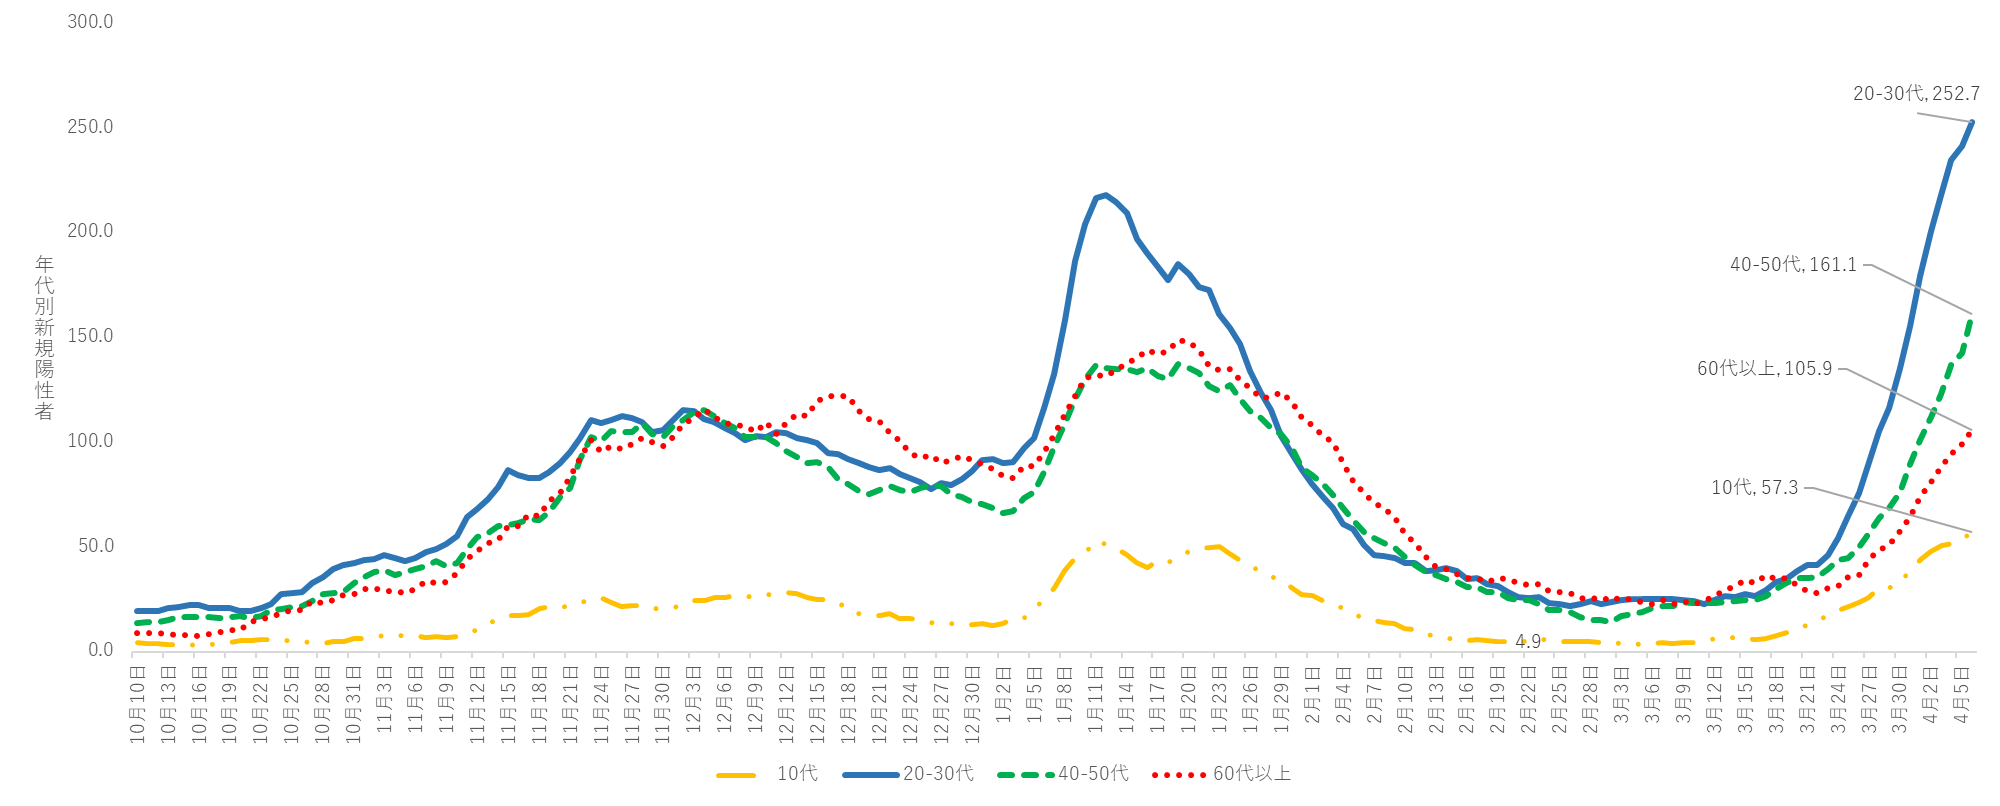 300.0
250.0
200.0
150.0
100.0
50.0
0.0
年代別新規陽性者
20-30代, 252.7
40-50代, 161.1
60代以上, 105.9
10代, 57.3
4.9
10月10日
10月13日
10月16日
10月19日
10月22日
10月25日
10月28日
10月31日
11月3日
11月6日
11月9日
11月12日
11月15日
11月18日
11月21日
11月24日
11月27日
11月30日
12月3日
12月6日
12月9日
12月12日
12月15日
12月18日
12月21日
12月24日
12月27日
12月30日
1月2日
1月5日
1月8日
1月11日
1月14日
1月17日
1月20日
1月23日
1月26日
1月29日
2月1日
2月4日
2月7日
2月10日
2月13日
2月16日
2月19日
2月22日
2月25日
2月28日
3月3日
3月6日
3月9日
3月12日
3月15日
3月18日
3月21日
3月24日
3月27日
3月30日
4月2日
4月5日
10代
20-30代
40-50代
60代以上